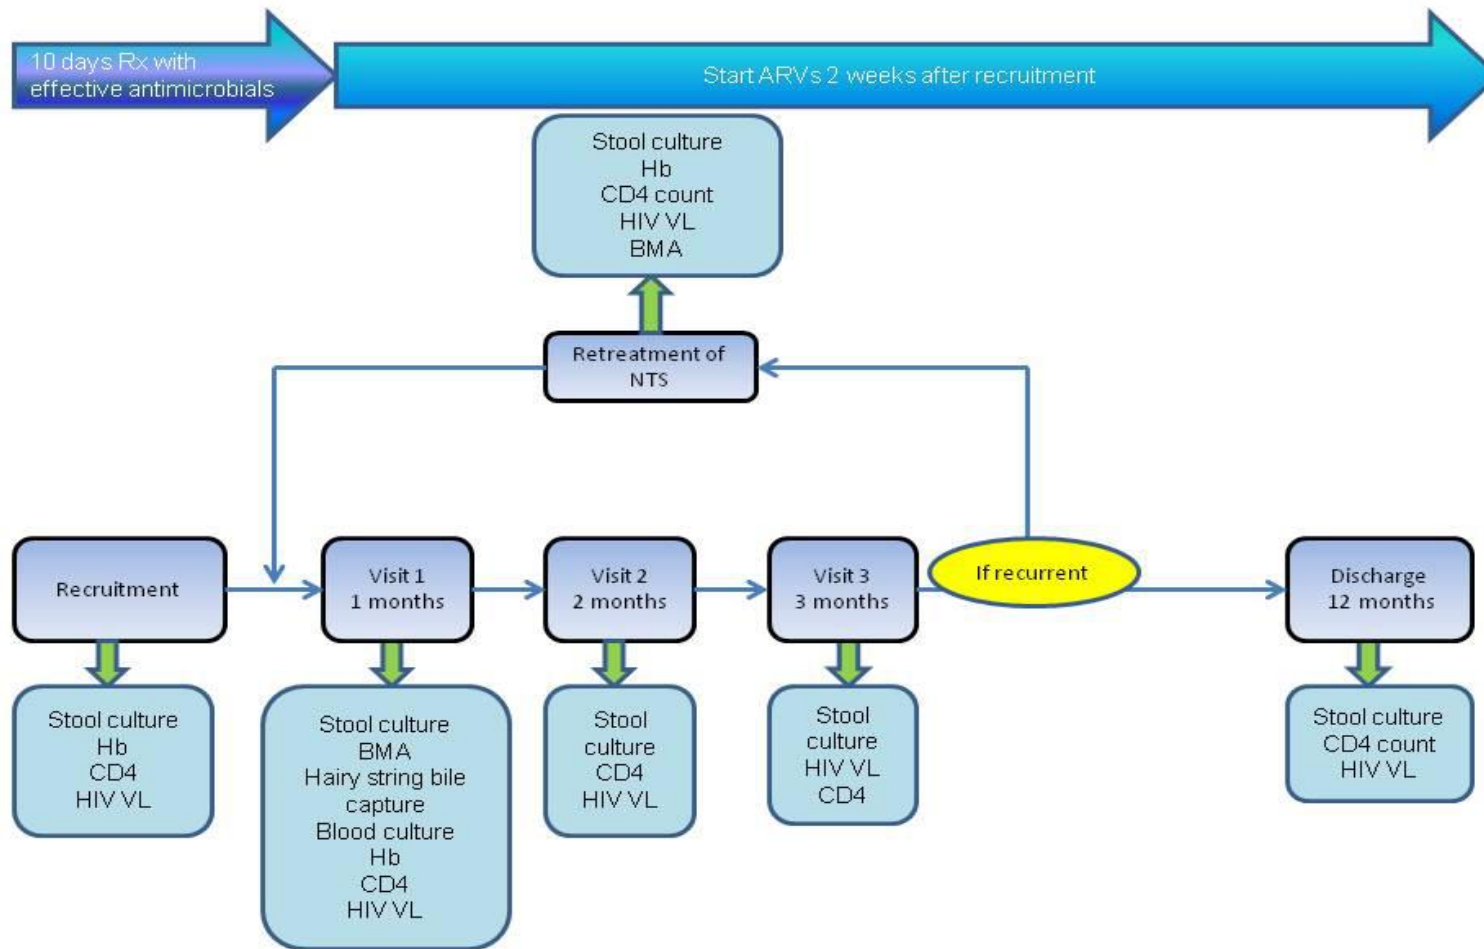 10 days Rx with
effective antimicrobials
Start ARVs 2 weeks after recruitment
Stool culture
Hb
CD4 count
HIV VL
BMA
Retreatment of
NTS
Recruitment
Visit 1
1 months
Visit 2
2 months
Visit 3
3 months
If recurrent
Discharge
12 months
Stool culture
Hb
CD4
HIV VL
Stool culture
BMA
Hairy string bile
capture
Blood culture
Hb
CD4
HIV VL
Stool
culture
CD4
HIV VL
Stool
culture
HIV VL
CD4
Stool culture
CD4 count
HIV VL